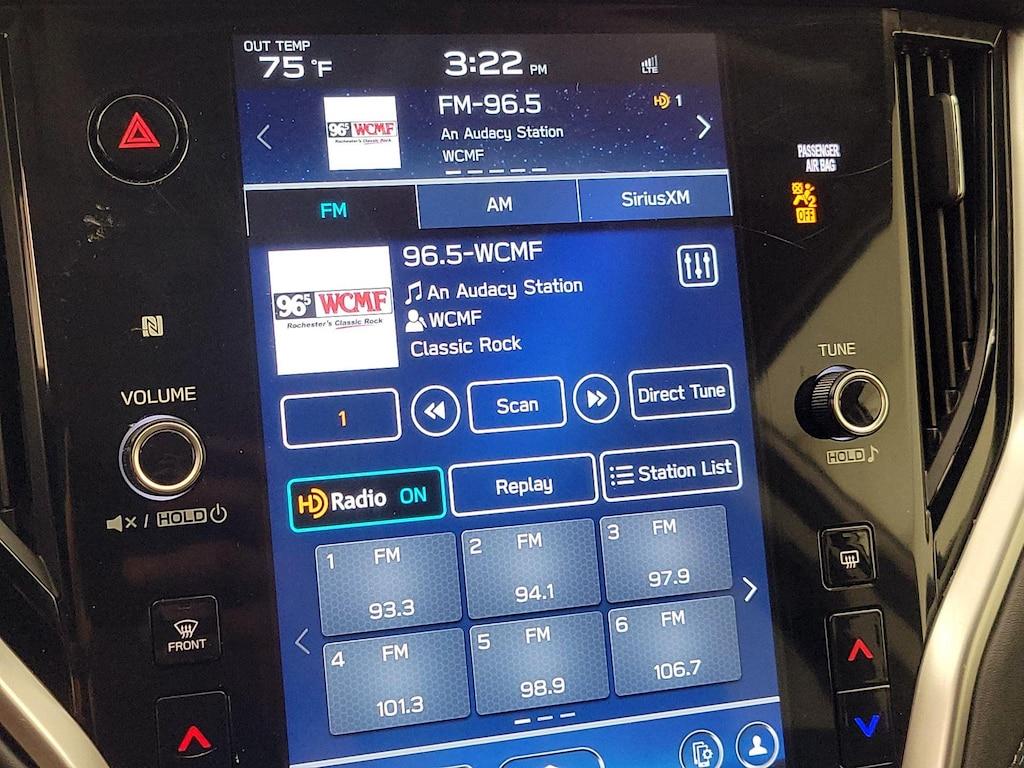 OUT TEMP
75 °F
3:22 PM
LTE
96⁵ WCMF
Rochester's Classic Rock
FM-96.5
HD 1
An Audacy Station
WCMF
FM
AM
SiriusXM
96⁵ WCMF
Rochester's Classic Rock
96.5-WCMF
An Audacy Station
WCMF
Classic Rock
1
Scan
Direct Tune
HD Radio ON
Replay
Station List
1 FM
93.3
2 FM
94.1
3 FM
97.9
4 FM
101.3
5 FM
98.9
6 FM
106.7
VOLUME
HOLD
FRONT
PASSENGER
AIR BAG
2
OFF
TUNE
HOLD